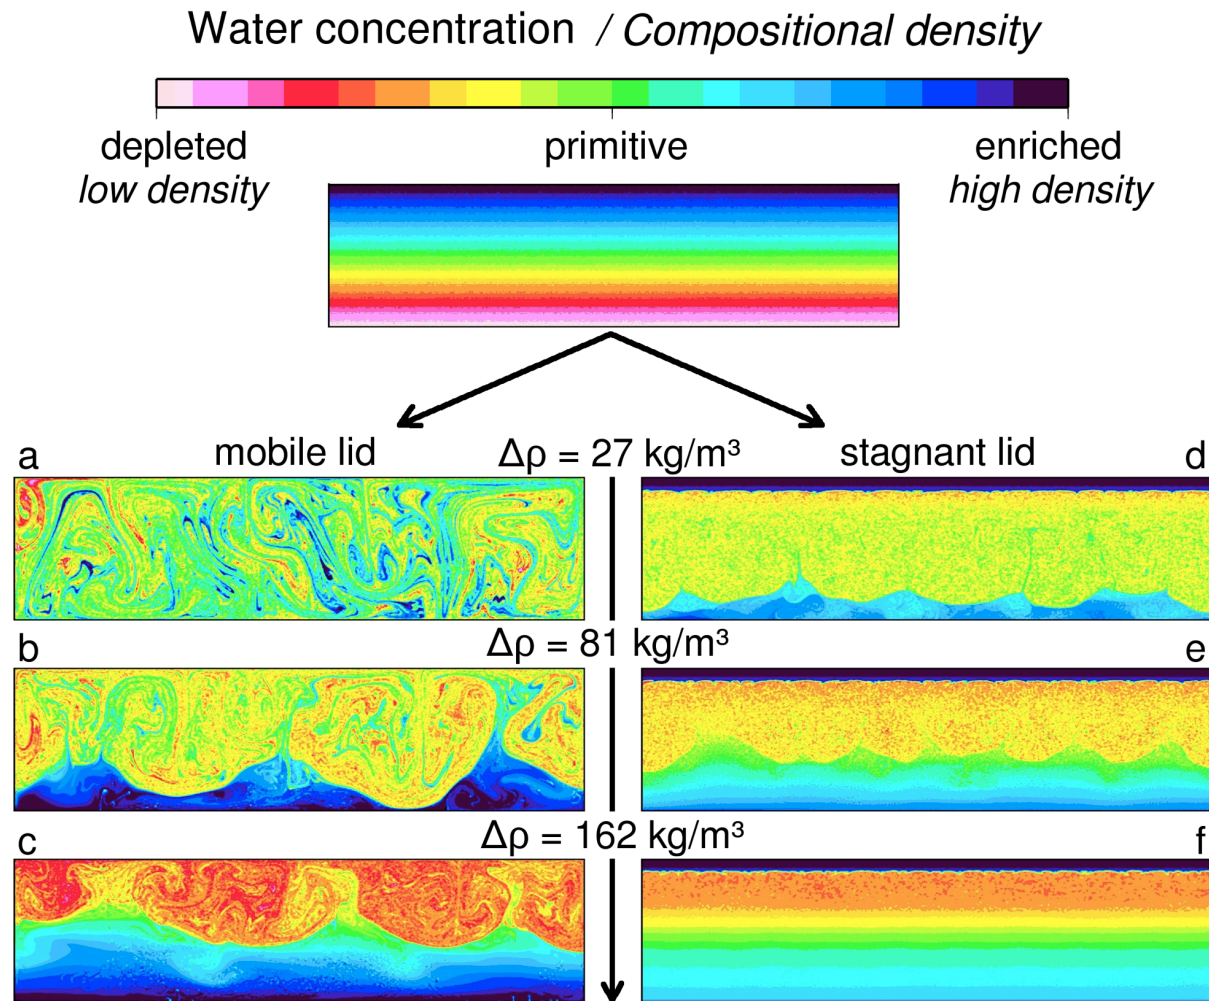 Water concentration / Compositional density
depleted primitive enriched
low density high density
a mobile lid Δρ = 27 kg/m³ stagnant lid d
b Δρ = 81 kg/m³ e
c Δρ = 162 kg/m³ f